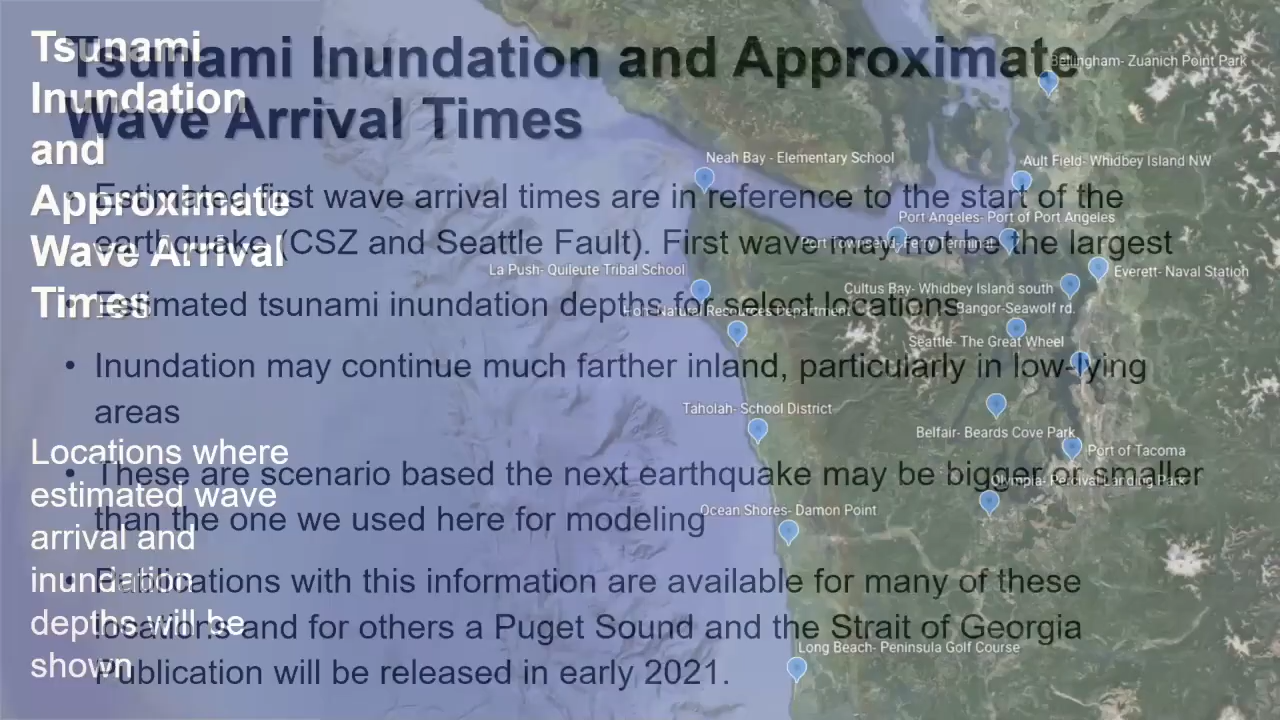 Tsunami Inundation and Approximate
Wave Arrival Times
• Estimated first wave arrival times are in reference to the start of the
earthquake (CSZ and Seattle Fault). First wave may not be the largest
• Estimated tsunami inundation depths for select locations
• Inundation may continue much farther inland, particularly in low-lying
areas
• These are scenario based the next earthquake may be bigger or smaller
than the one we used here for modeling
• Publications with this information are available for many of these
locations and for others a Puget Sound and the Strait of Georgia
Publication will be released in early 2021.
Tsunami
Inundation
and
Approximate
Wave Arrival
Times
Locations where
estimated wave
arrival and
inundation
depths will be
shown
Bellingham- Zuanich Point Park
Neah Bay - Elementary School
Ault Field- Whidbey Island NW
Port Angeles- Port of Port Angeles
Port Townsend- Ferry Terminal
La Push- Quileute Tribal School
Everett- Naval Station
Cultus Bay- Whidbey Island south
Bangor-Seawolf rd.
Hoh- Natural Resources Department
Seattle- The Great Wheel
Taholah- School District
Belfair- Beards Cove Park
Port of Tacoma
Olympia- Percival Landing Park
Ocean Shores- Damon Point
Long Beach- Peninsula Golf Course